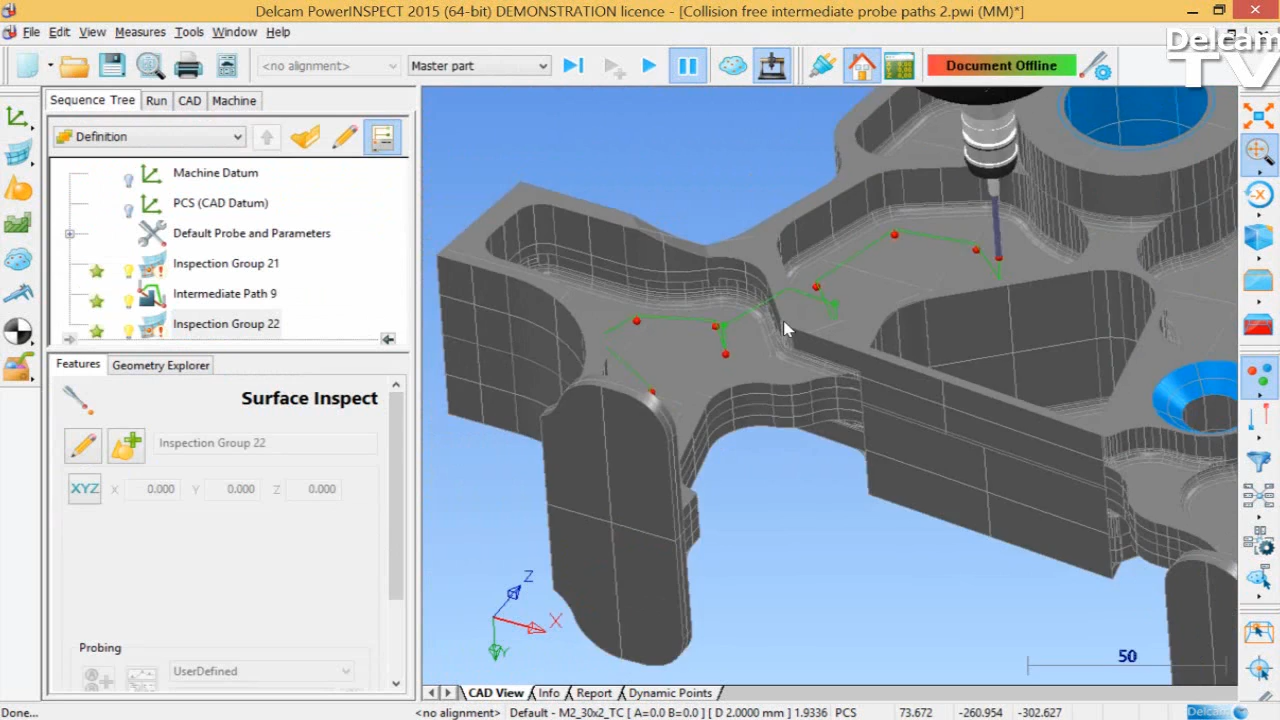 Delcam PowerINSPECT 2015 (64-bit) DEMONSTRATION licence - [Collision free intermediate probe paths 2.pwi (MM)*]
File Edit View Measures Tools Window Help
Delcam
TV
<no alignment> Master part Document Offline
Sequence Tree Run CAD Machine
Definition
Machine Datum
PCS (CAD Datum)
Default Probe and Parameters
Inspection Group 21
Intermediate Path 9
Inspection Group 22
Features Geometry Explorer
Surface Inspect
Inspection Group 22
XYZ X 0.000 Y 0.000 Z 0.000
Probing
UserDefined
Z
X
Y
50
CAD View Info Report Dynamic Points
Done... <no alignment> Default - M2_30x2_TC [ A=0.0 B=0.0 ] [ D 2.0000 mm ] 1.9336 PCS 73.672 -260.954 -302.627 Delcam